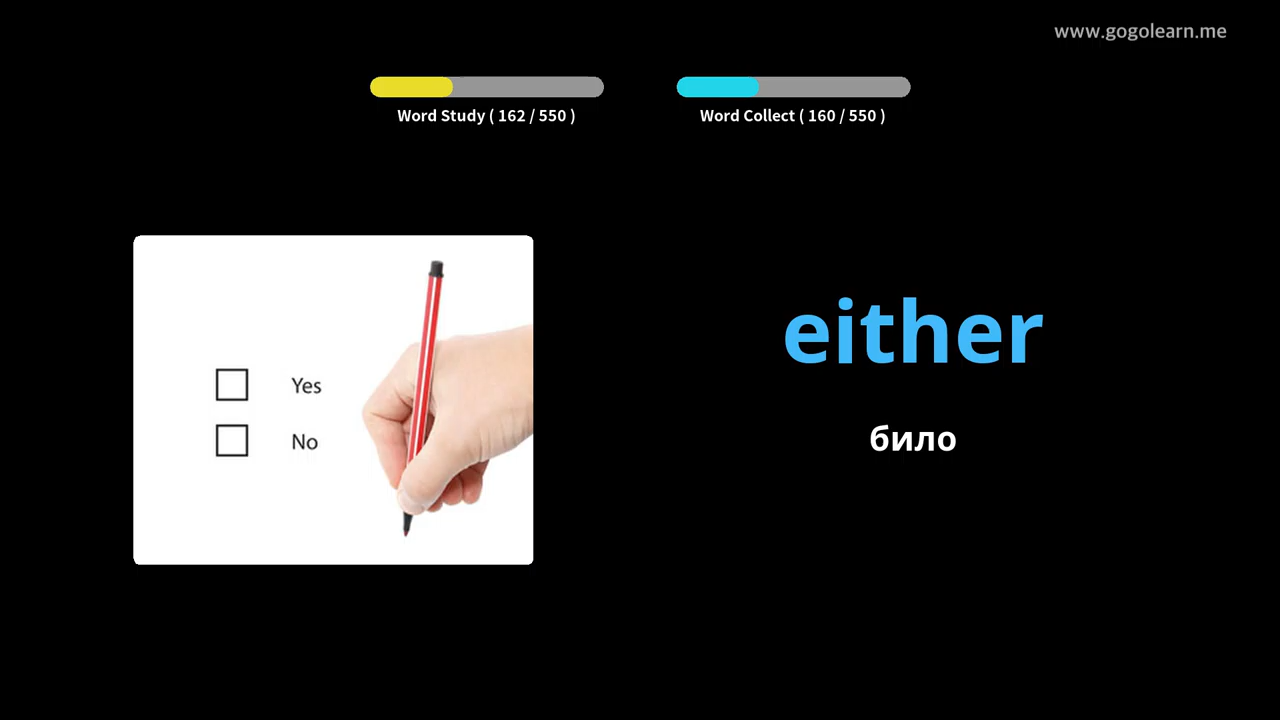 www.gogolearn.me
Word Study ( 162 / 550 )
Word Collect ( 160 / 550 )
either
било
Yes
No